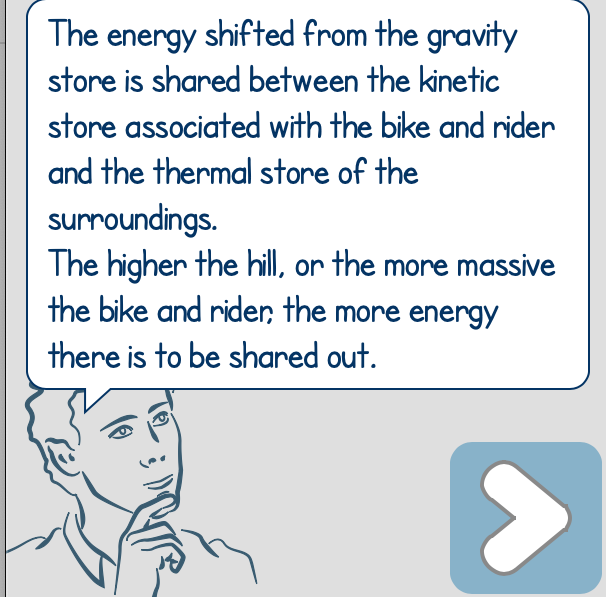 The energy shifted from the gravity
store is shared between the kinetic
store associated with the bike and rider
and the thermal store of the
surroundings.
The higher the hill, or the more massive
the bike and rider, the more energy
there is to be shared out.